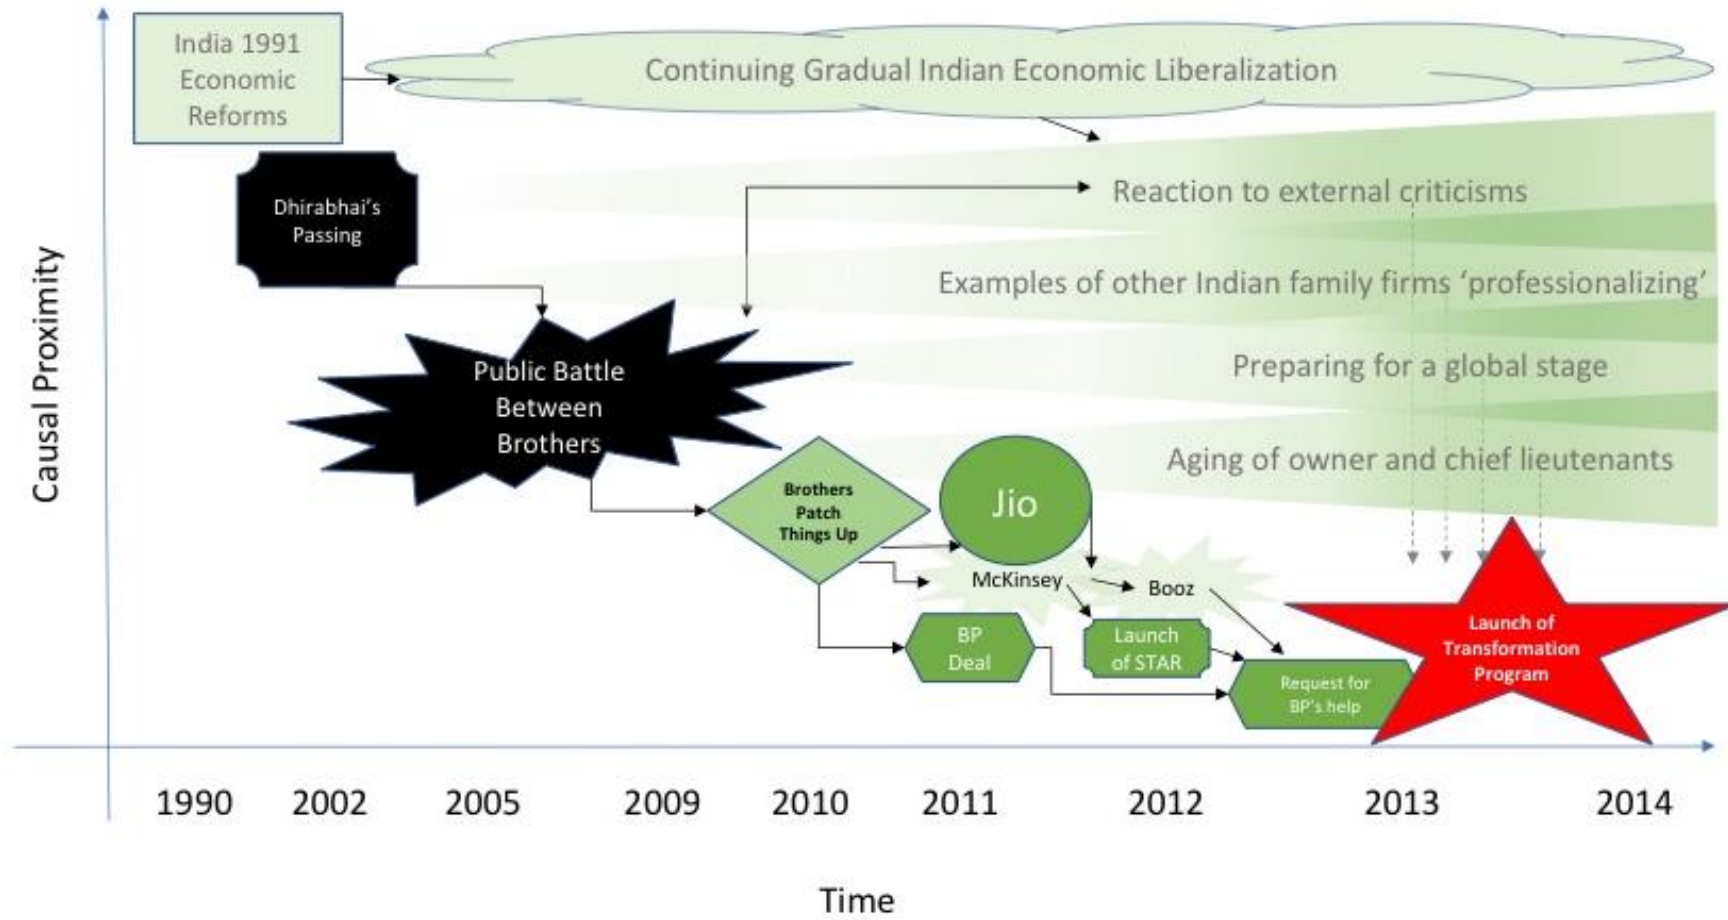 India 1991
Economic
Reforms
Continuing Gradual Indian Economic Liberalization
Dhirabhai's
Passing
Reaction to external criticisms
Examples of other Indian family firms ‘professionalizing’
Public Battle
Between
Brothers
Preparing for a global stage
Aging of owner and chief lieutenants
Brothers
Patch
Things Up
Jio
McKinsey
Booz
BP
Deal
Launch
of STAR
Request for
BP's help
Launch of
Transformation
Program
Causal Proximity
1990 2002 2005 2009 2010 2011 2012 2013 2014
Time